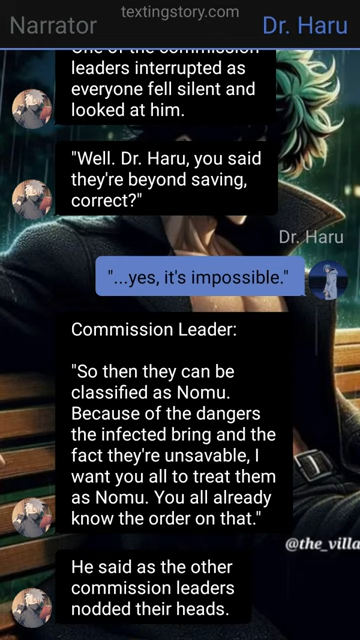 textingstory.com
Narrator
Dr. Haru
One of the commission
leaders interrupted as
everyone fell silent and
looked at him.
"Well. Dr. Haru, you said
they're beyond saving,
correct?"
Dr. Haru
"...yes, it's impossible."
Commission Leader:
"So then they can be
classified as Nomu.
Because of the dangers
the infected bring and the
fact they're unsavable, I
want you all to treat them
as Nomu. You all already
know the order on that."
@the_villa
He said as the other
commission leaders
nodded their heads.